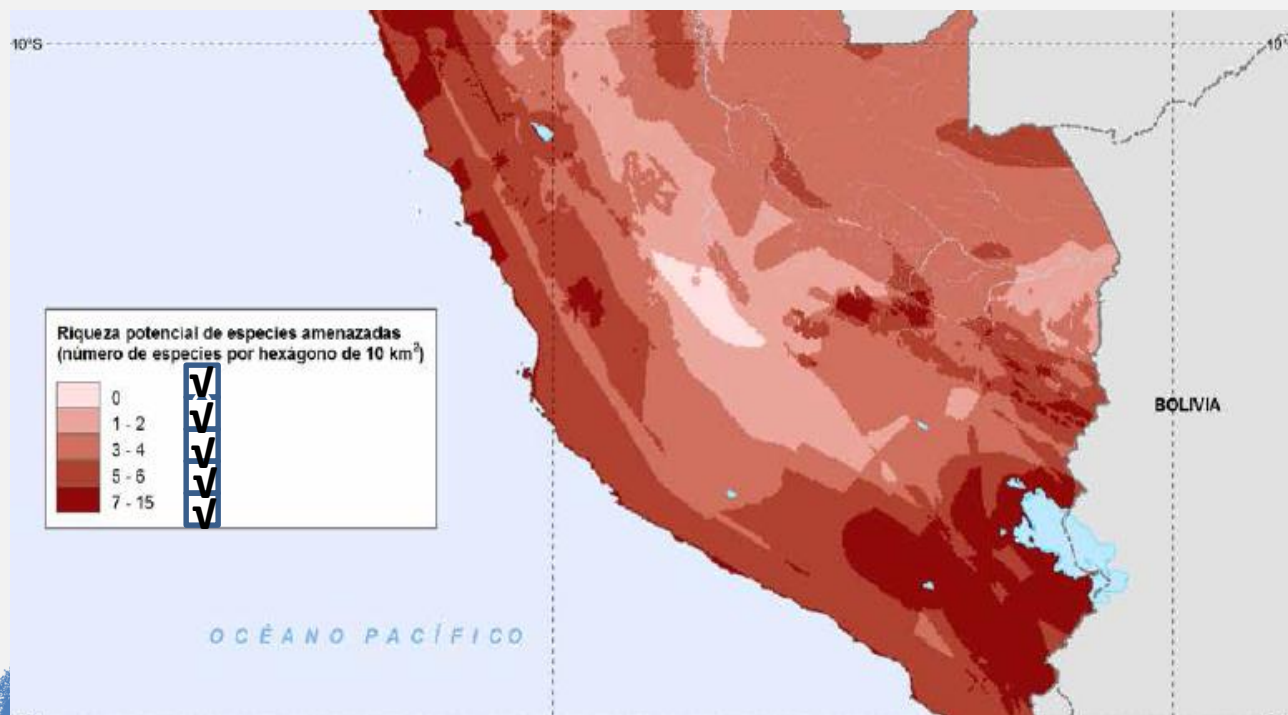 10°S
10°
Riqueza potencial de especies amenazadas
(número de especies por hexágono de 10 km²)
0 √
1 - 2 √
3 - 4 √
5 - 6 √
7 - 15 √
BOLIVIA
OCÉANO PACÍFICO